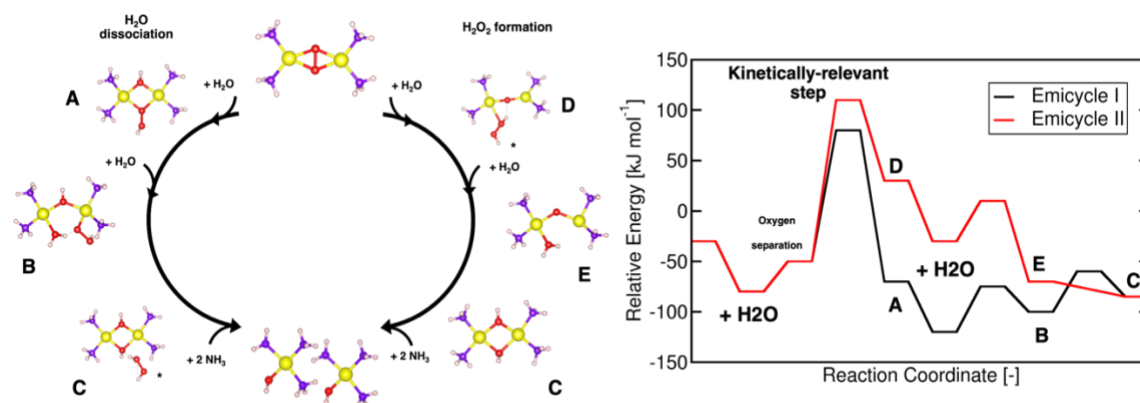 H₂O
dissociation
H₂O₂ formation
A
+ H₂O
+ H₂O
D
*
+ H₂O
+ H₂O
B
E
C
*
+ 2 NH₃
+ 2 NH₃
C
150
100
50
0
-50
-100
-150
Relative Energy [kJ mol⁻¹]
Kinetically-relevant
step
Emicycle I
Emicycle II
D
Oxygen
separation
+ H2O
+ H2O
A
E
B
C
Reaction Coordinate [-]